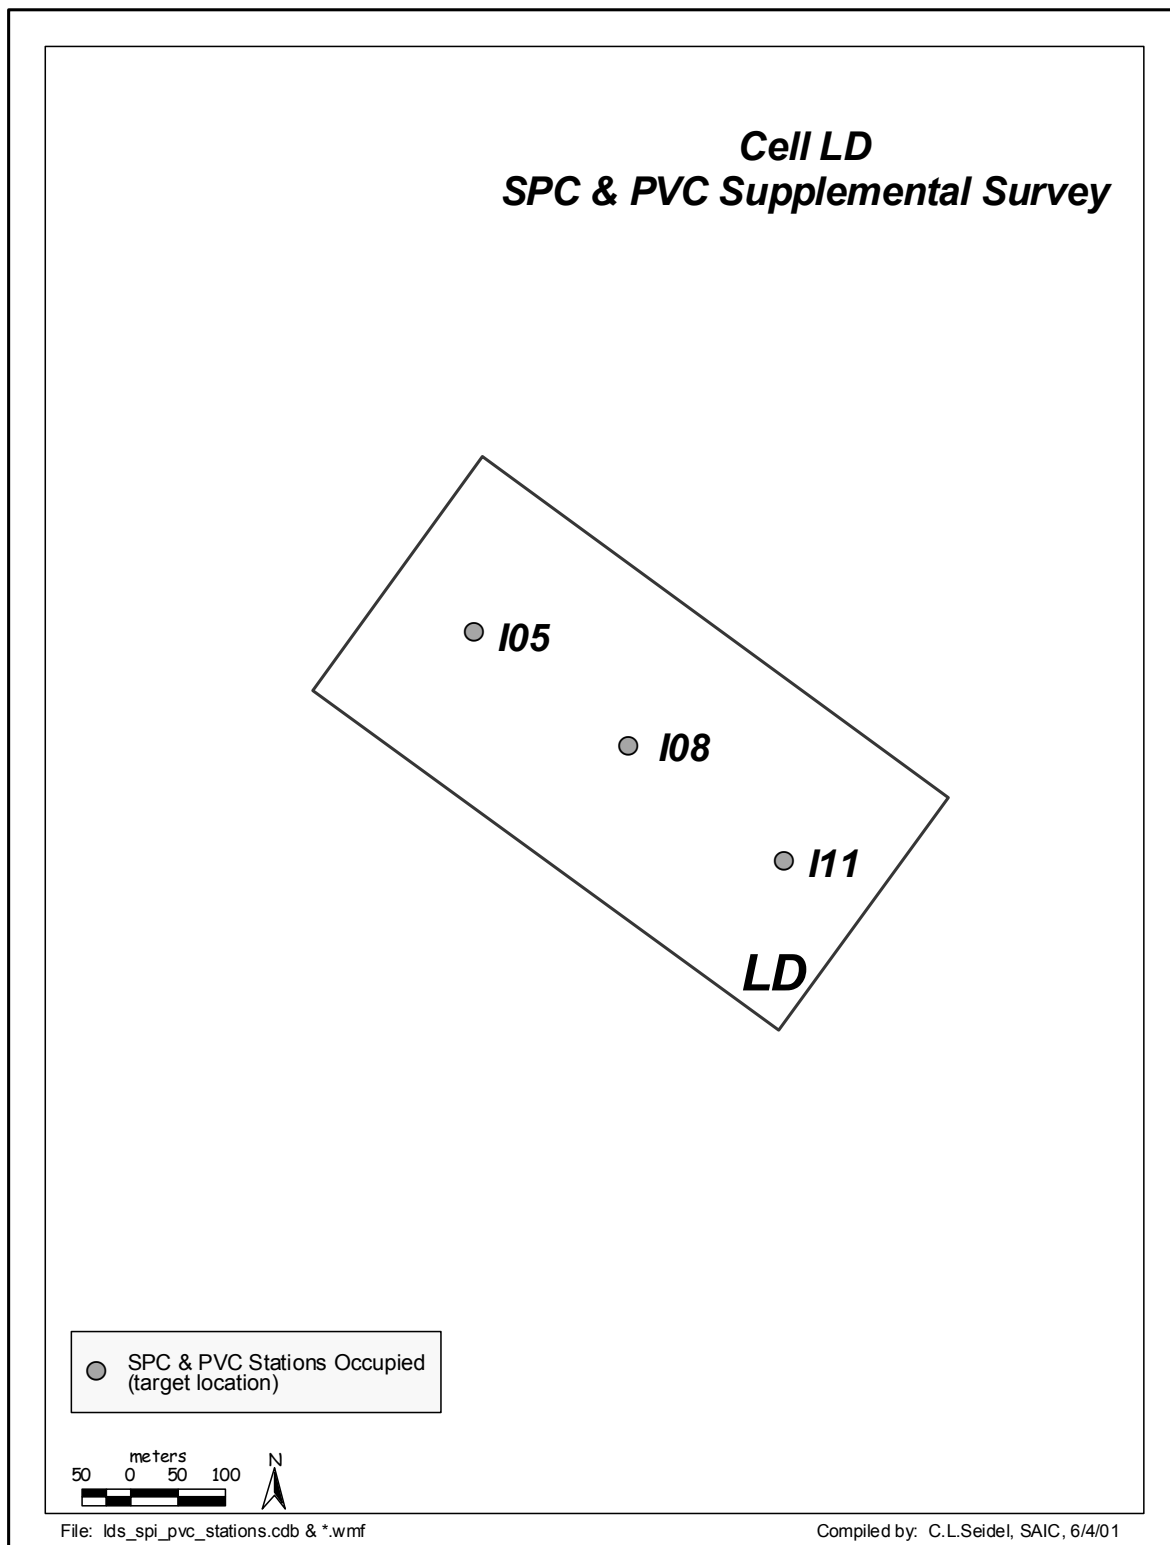 Cell LD
SPC & PVC Supplemental Survey
I05
I08
I11
LD
SPC & PVC Stations Occupied
(target location)
meters
50 0 50 100
N
File: lds_spi_pvc_stations.cdb & *.wmf
Compiled by: C.L.Seidel, SAIC, 6/4/01